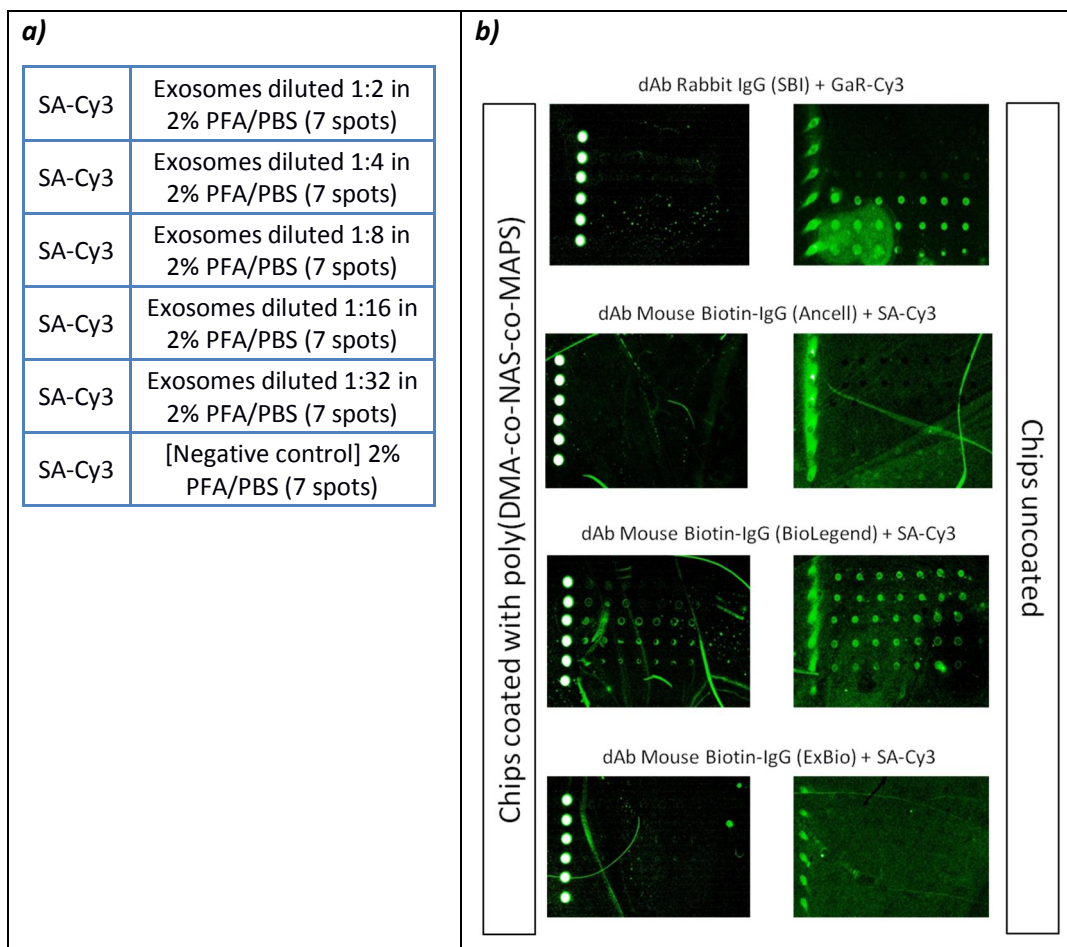 a)
SA-Cy3
Exosomes diluted 1:2 in
2% PFA/PBS (7 spots)
SA-Cy3
Exosomes diluted 1:4 in
2% PFA/PBS (7 spots)
SA-Cy3
Exosomes diluted 1:8 in
2% PFA/PBS (7 spots)
SA-Cy3
Exosomes diluted 1:16 in
2% PFA/PBS (7 spots)
SA-Cy3
Exosomes diluted 1:32 in
2% PFA/PBS (7 spots)
SA-Cy3
[Negative control] 2%
PFA/PBS (7 spots)
b)
Chips coated with poly(DMA-co-NAS-co-MAPS)
dAb Rabbit IgG (SBI) + GaR-Cy3
dAb Mouse Biotin-IgG (Ancell) + SA-Cy3
dAb Mouse Biotin-IgG (BioLegend) + SA-Cy3
dAb Mouse Biotin-IgG (ExBio) + SA-Cy3
Chips uncoated